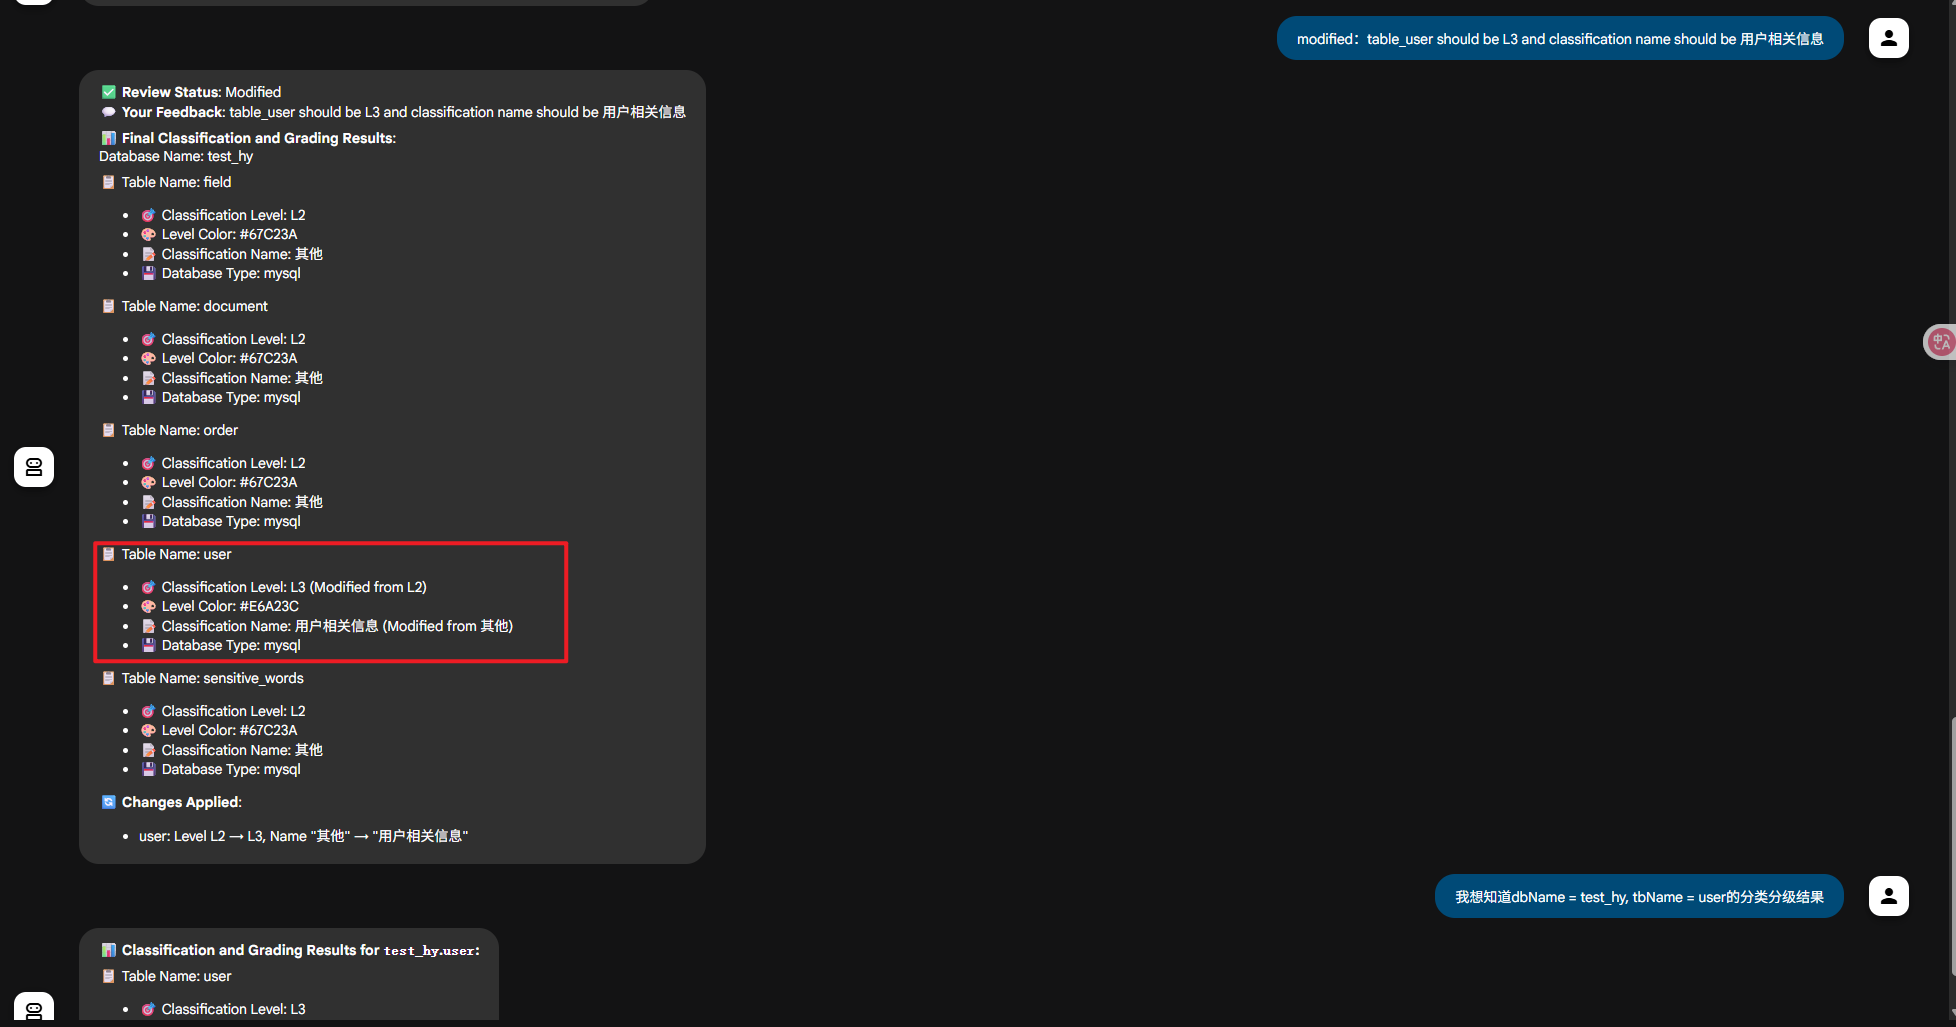 modified：table_user should be L3 and classification name should be 用户相关信息
Review Status: Modified
Your Feedback: table_user should be L3 and classification name should be 用户相关信息
Final Classification and Grading Results:
Database Name: test_hy
Table Name: field
Classification Level: L2
Level Color: #67C23A
Classification Name: 其他
Database Type: mysql
Table Name: document
Classification Level: L2
Level Color: #67C23A
Classification Name: 其他
Database Type: mysql
Table Name: order
Classification Level: L2
Level Color: #67C23A
Classification Name: 其他
Database Type: mysql
Table Name: user
Classification Level: L3 (Modified from L2)
Level Color: #E6A23C
Classification Name: 用户相关信息 (Modified from 其他)
Database Type: mysql
Table Name: sensitive_words
Classification Level: L2
Level Color: #67C23A
Classification Name: 其他
Database Type: mysql
Changes Applied:
user: Level L2 → L3, Name "其他" → "用户相关信息"
我想知道dbName = test_hy, tbName = user的分类分级结果
Classification and Grading Results for test_hy.user:
Table Name: user
Classification Level: L3